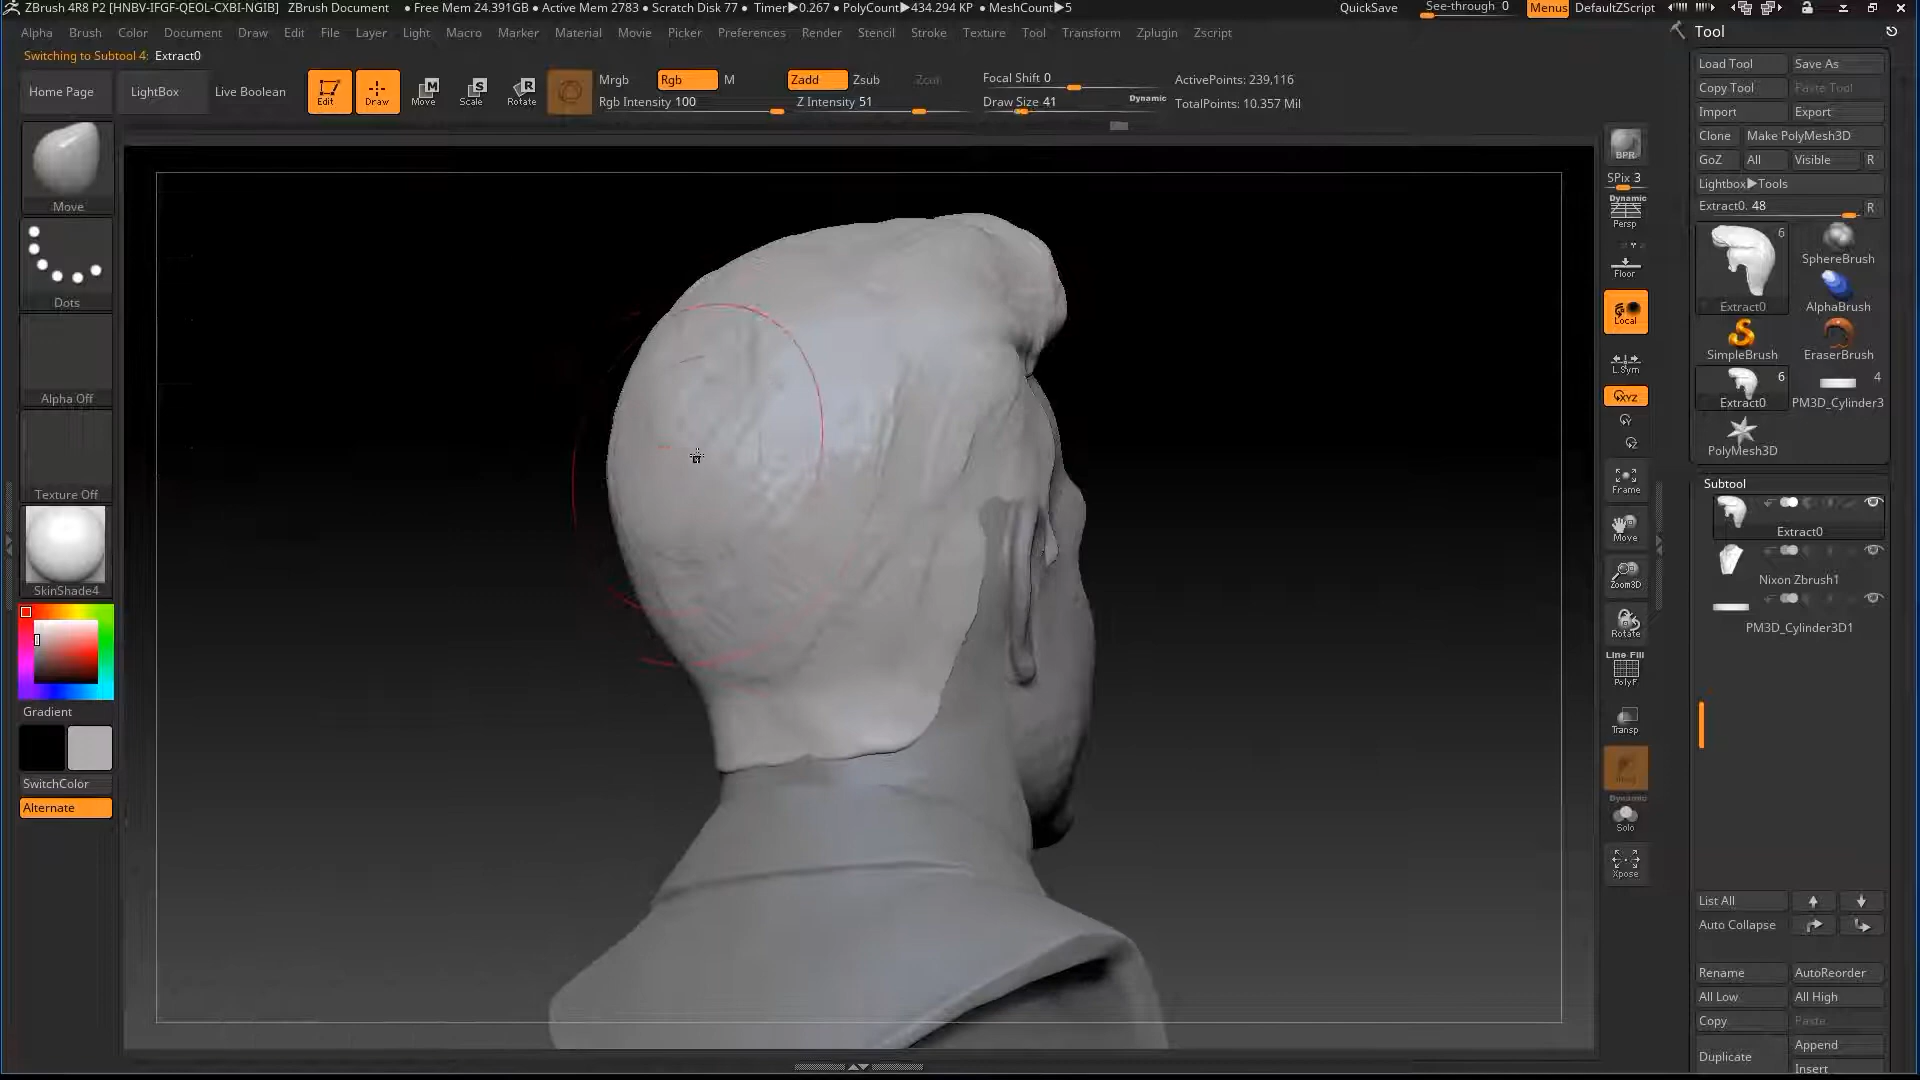 ZBrush 4R8 P2 [HNBV-IFGF-QEOL-CXBI-NGIB] ZBrush Document • Free Mem 24.391GB • Active Mem 2783 • Scratch Disk 77 • Timer▶0.267 • PolyCount▶434.294 KP • MeshCount▶5 QuickSave See-through 0 Menus DefaultZScript
Alpha Brush Color Document Draw Edit File Layer Light Macro Marker Material Movie Picker Preferences Render Stencil Stroke Texture Tool Transform Zplugin Zscript
Switching to Subtool 4: Extract0
Home Page LightBox Live Boolean
Edit Draw Move Scale Rotate
Mrgb Rgb M Zadd Zsub Zcut
Rgb Intensity 100 Z Intensity 51
Focal Shift 0
Draw Size 41 Dynamic
ActivePoints: 239,116
TotalPoints: 10.357 Mil
Move
Dots
Alpha Off
Texture Off
SkinShade4
Gradient
SwitchColor
Alternate
BPR
SPix 3
Dynamic
Persp
Floor
Local
L.Sym
XYZ
Frame
Move
Zoom3D
Rotate
Line Fill
PolyF
Transp
Dynamic
Solo
Xpose
Tool
Load Tool Save As
Copy Tool Paste Tool
Import Export
Clone Make PolyMesh3D
GoZ All Visible R
Lightbox▶Tools
Extract0. 48 R
6
Extract0
SphereBrush
AlphaBrush
SimpleBrush EraserBrush
6 4
Extract0 PM3D_Cylinder3
PolyMesh3D
Subtool
Extract0
Nixon Zbrush1
PM3D_Cylinder3D1
List All
Auto Collapse
Rename AutoReorder
All Low All High
Copy Paste
Duplicate Append
Insert